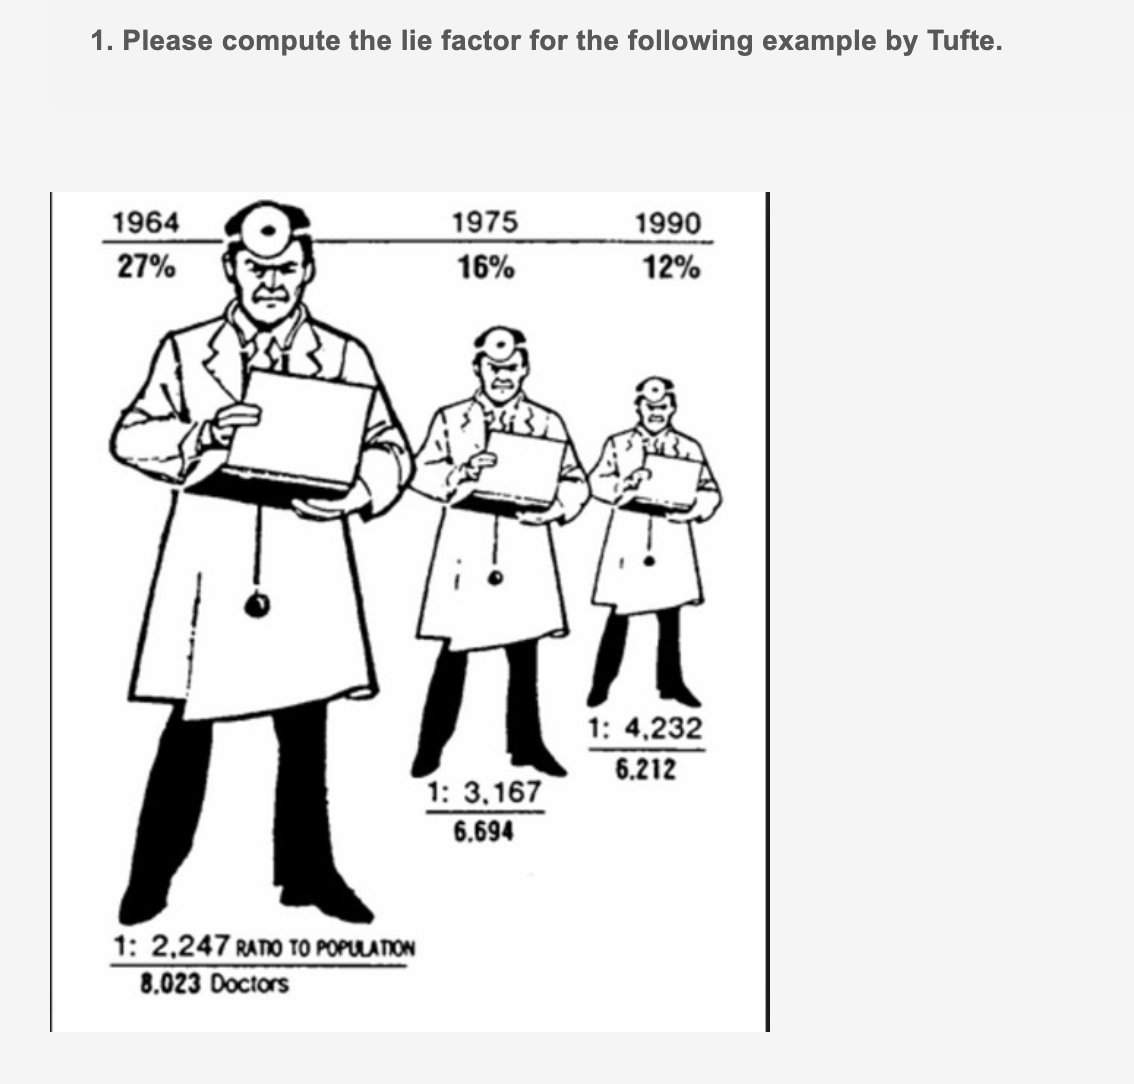 1. Please compute the lie factor for the following example by Tufte.
1964 1975 1990
27% 16% 12%
1: 4,232
6.212
1: 3,167
6.694
1: 2,247 RATIO TO POPULATION
8.023 Doctors